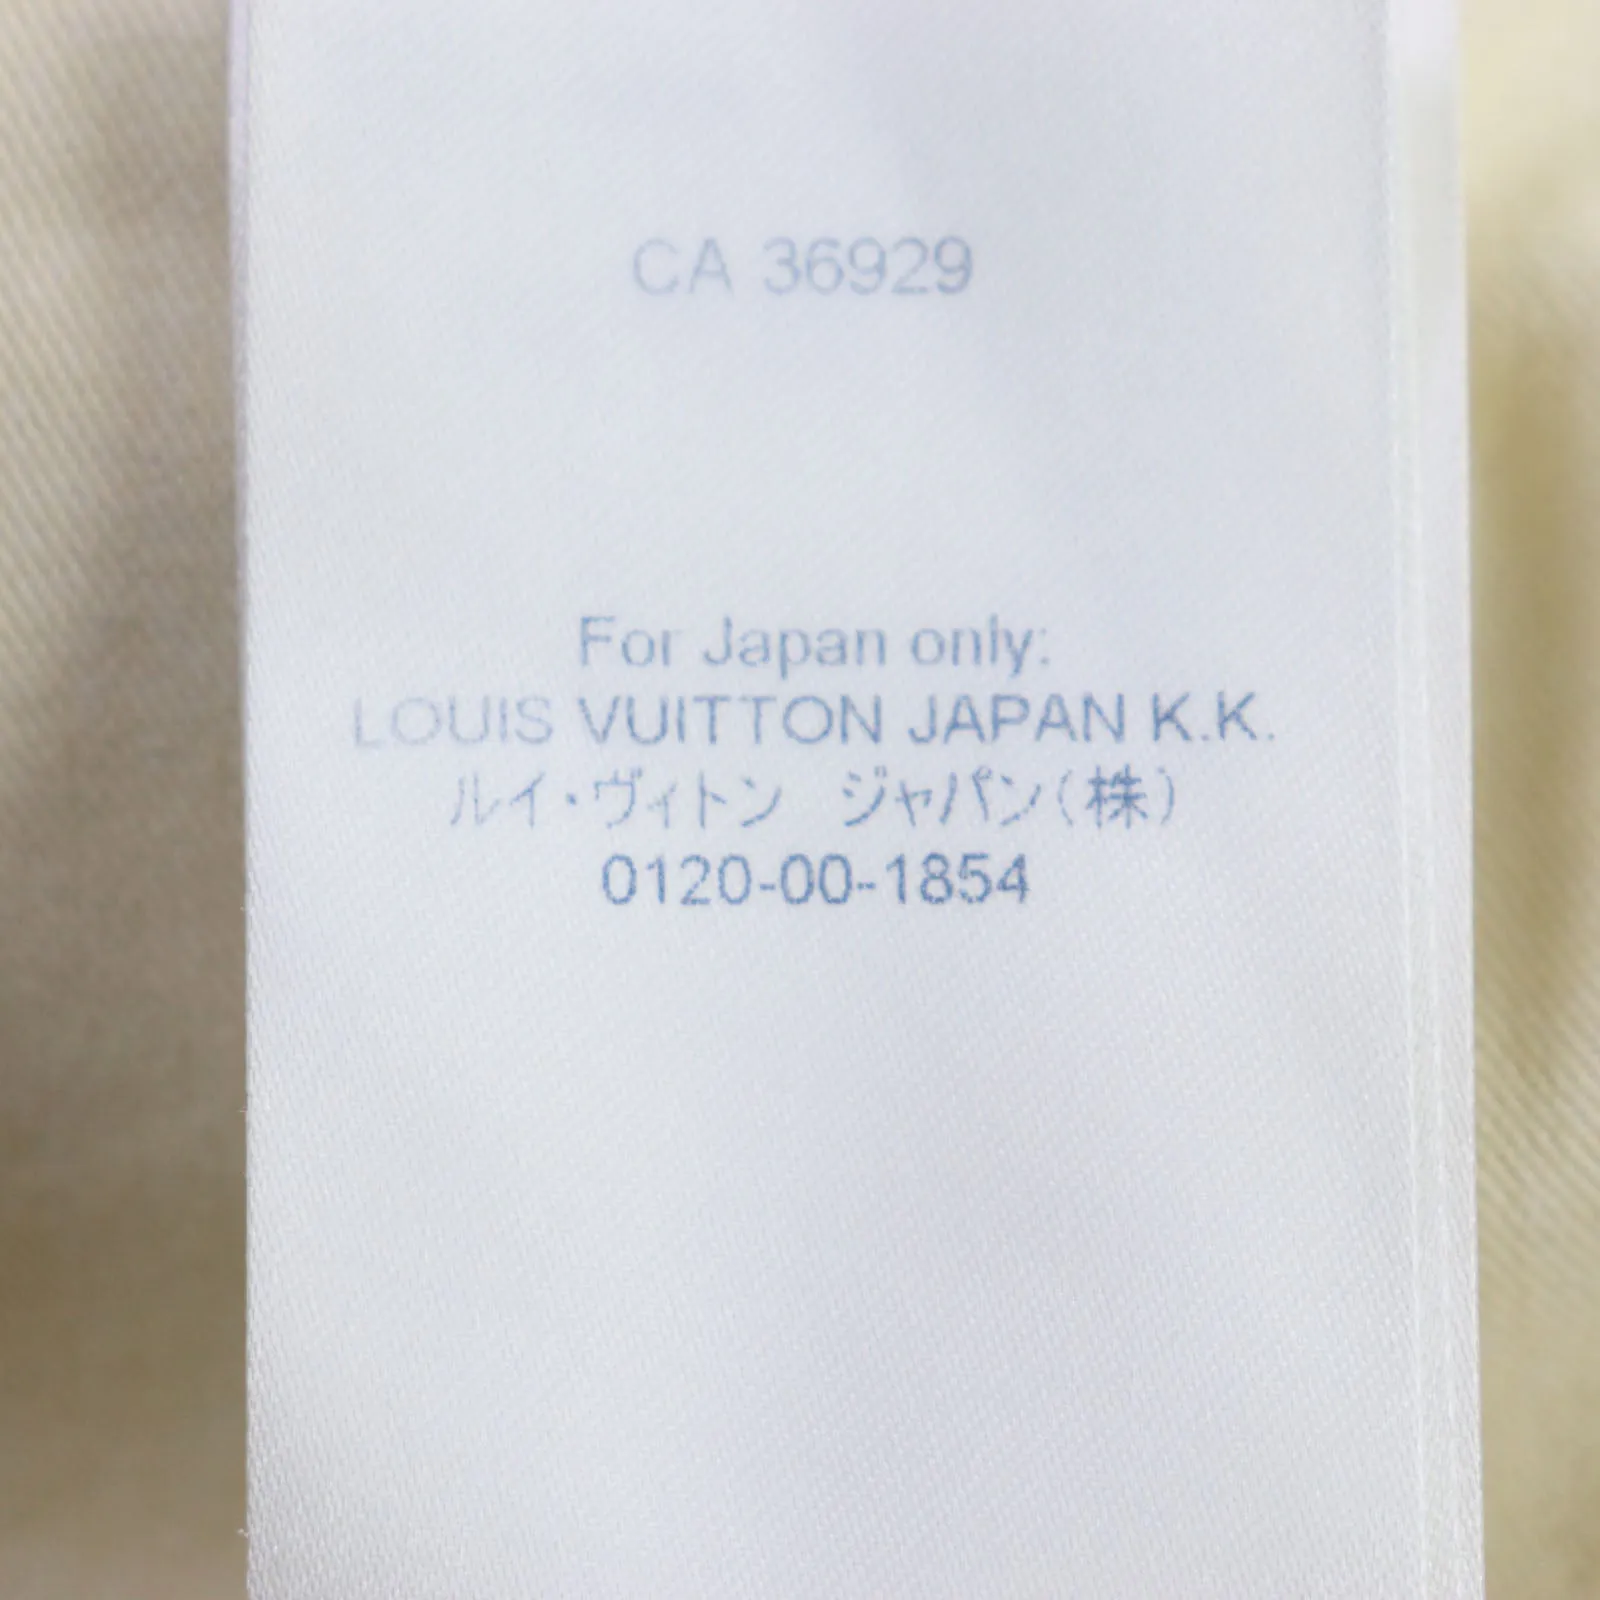 CA 36929
For Japan only:
LOUIS VUITTON JAPAN K.K.
ルイ・ヴィトン　ジャパン(株)
0120-00-1854